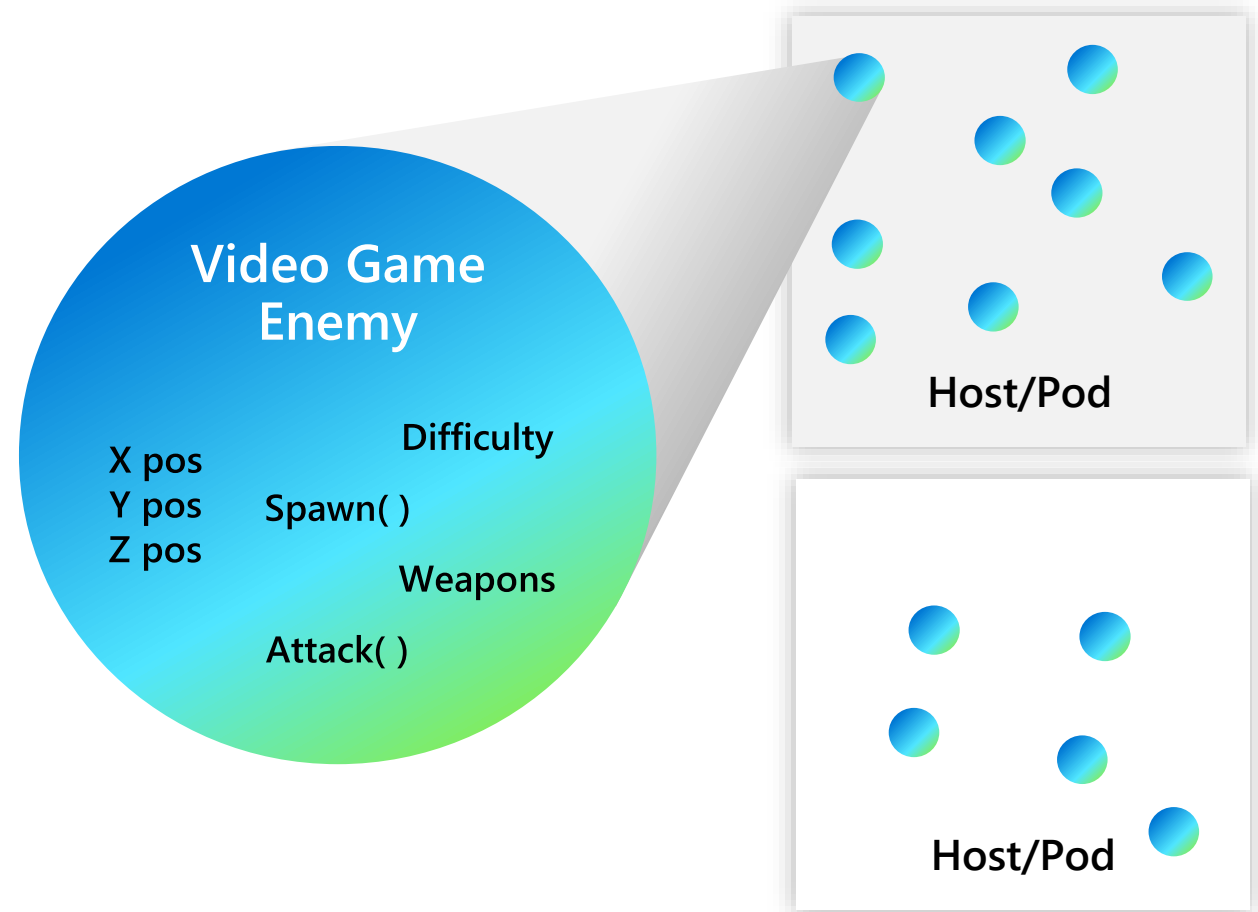 Video Game
Enemy
X pos
Y pos
Z pos
Difficulty
Spawn( )
Weapons
Attack( )
Host/Pod
Host/Pod